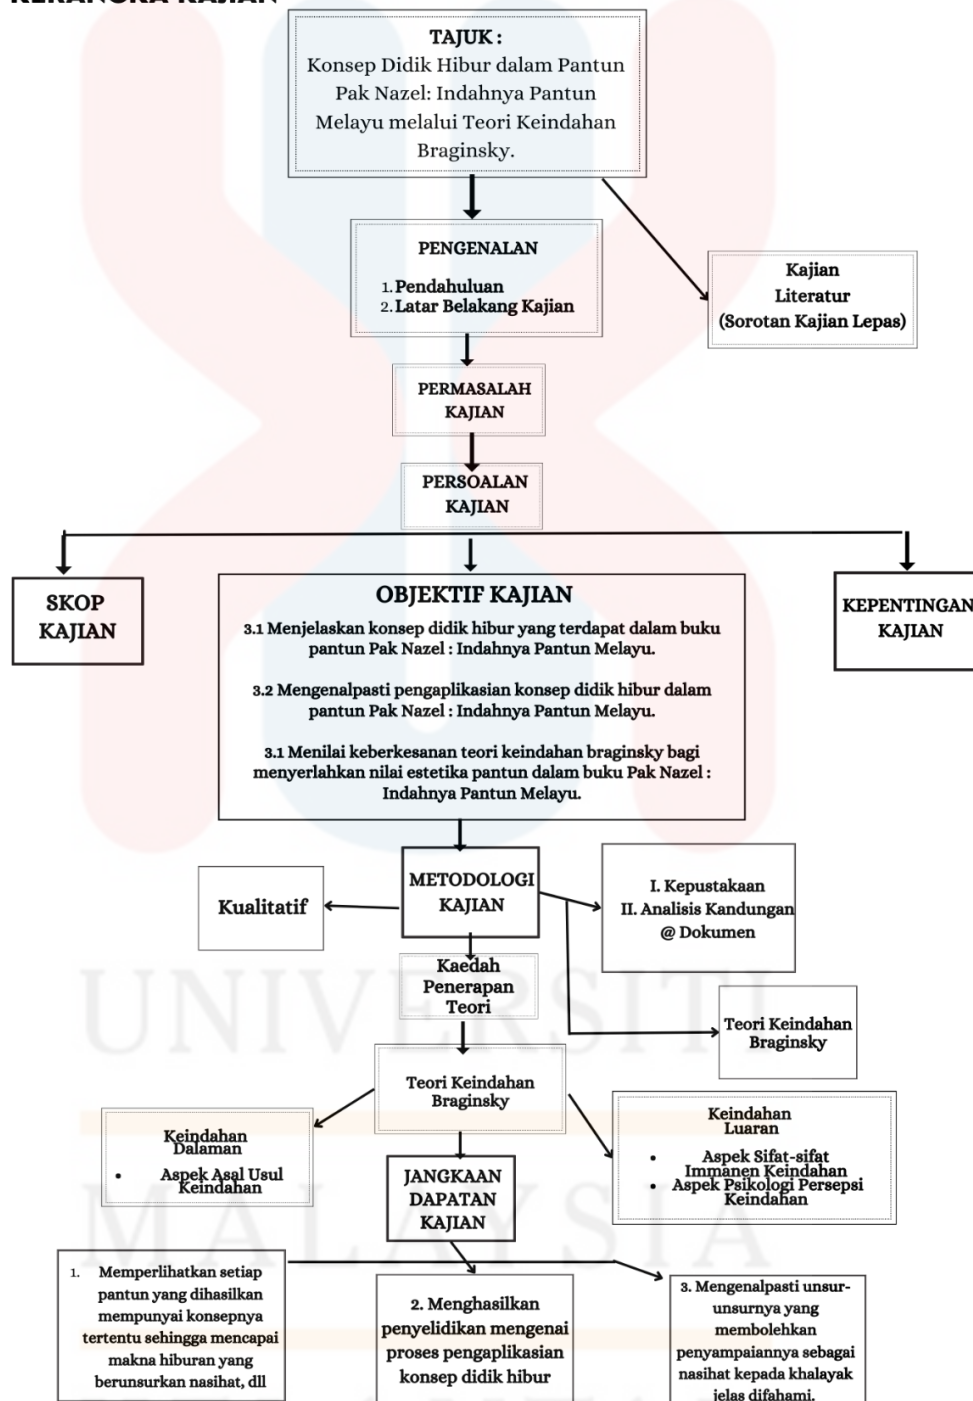 KERANGKA KAJIAN
TAJUK :
Konsep Didik Hibur dalam Pantun
Pak Nazel: Indahnya Pantun
Melayu melalui Teori Keindahan
Braginsky.
PENGENALAN
1. Pendahuluan
2. Latar Belakang Kajian
Kajian
Literatur
(Sorotan Kajian Lepas)
PERMASALAH
KAJIAN
PERSOALAN
KAJIAN
SKOP
KAJIAN
OBJEKTIF KAJIAN
3.1 Menjelaskan konsep didik hibur yang terdapat dalam buku
pantun Pak Nazel : Indahnya Pantun Melayu.
3.2 Mengenalpasti pengaplikasian konsep didik hibur dalam
pantun Pak Nazel : Indahnya Pantun Melayu.
3.1 Menilai keberkesanan teori keindahan braginsky bagi
menyerlahkan nilai estetika pantun dalam buku Pak Nazel :
Indahnya Pantun Melayu.
KEPENTINGAN
KAJIAN
METODOLOGI
KAJIAN
Kualitatif
I. Kepustakaan
II. Analisis Kandungan
@ Dokumen
Kaedah
Penerapan
Teori
Teori Keindahan
Braginsky
Teori Keindahan
Braginsky
Keindahan
Dalaman
• Aspek Asal Usul
Keindahan
Keindahan
Luaran
• Aspek Sifat-sifat
Immanen Keindahan
• Aspek Psikologi Persepsi
Keindahan
JANGKAAN
DAPATAN
KAJIAN
1. Memperlihatkan setiap
pantun yang dihasilkan
mempunyai konsepnya
tertentu sehingga mencapai
makna hiburan yang
berunsurkan nasihat, dll
2. Menghasilkan
penyelidikan mengenai
proses pengaplikasian
konsep didik hibur
3. Mengenalpasti unsur-
unsurnya yang
membolehkan
penyampaiannya sebagai
nasihat kepada khalayak
jelas difahami.
UNIVERSITI
MALAYSIA